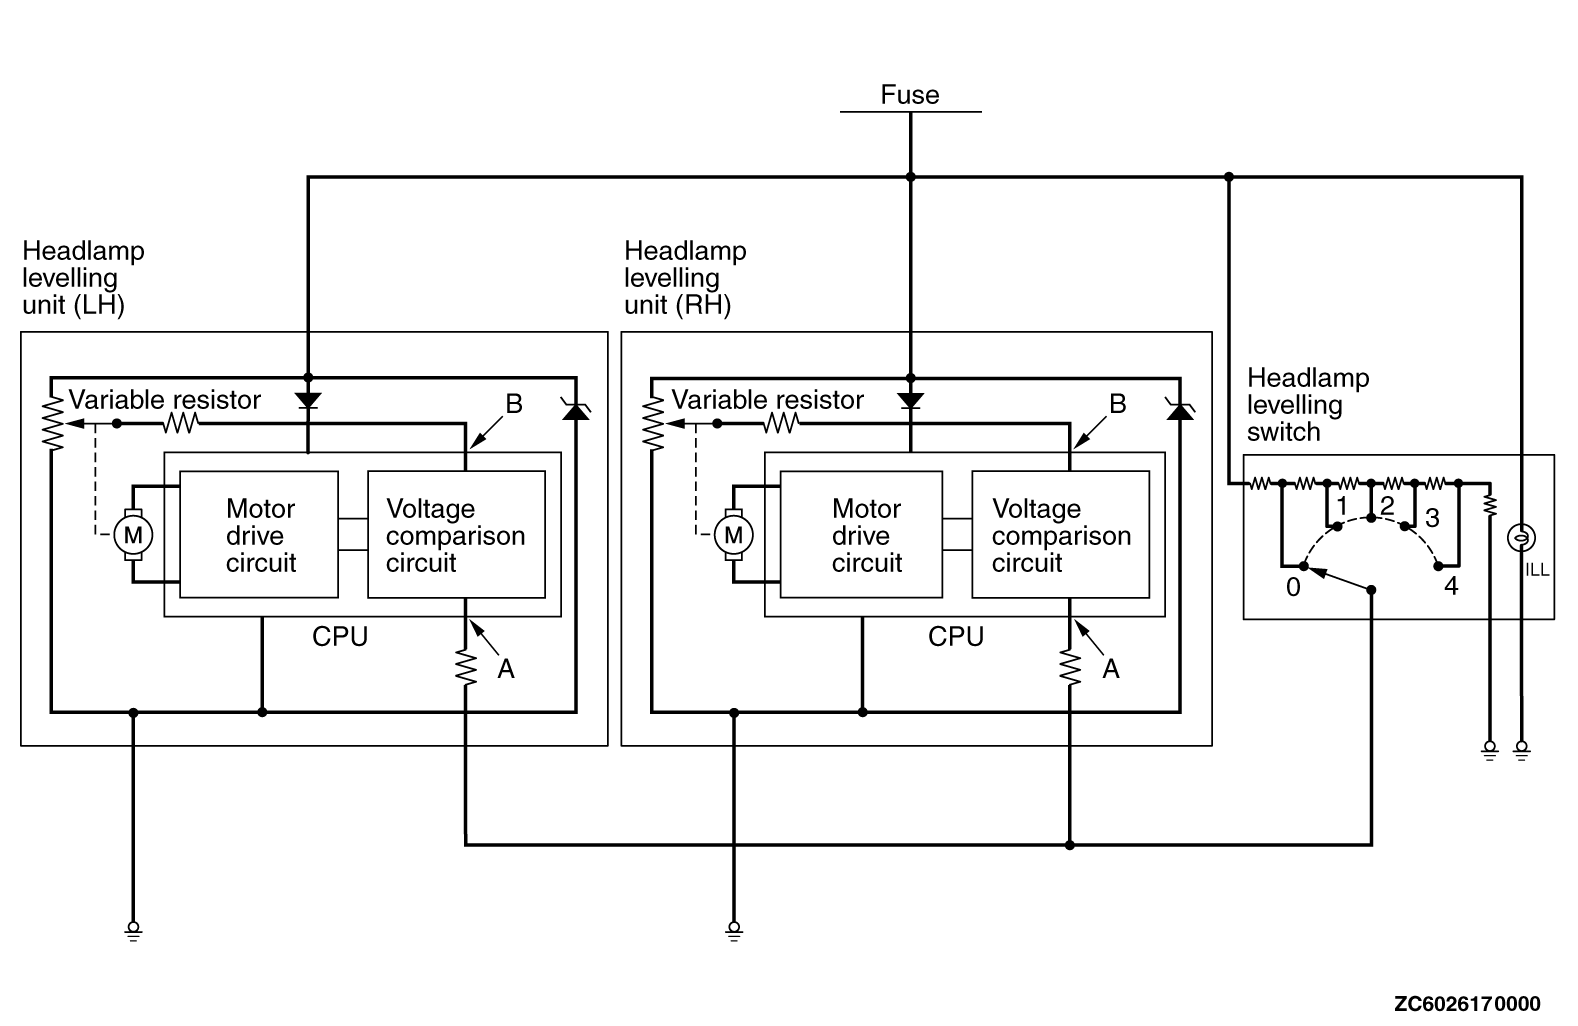 Fuse
Headlamp
levelling
unit (LH)
Headlamp
levelling
unit (RH)
Headlamp
levelling
switch
Variable resistor
B
Variable resistor
B
M
Motor
drive
circuit
Voltage
comparison
circuit
M
Motor
drive
circuit
Voltage
comparison
circuit
1
2
3
0
4
ILL
CPU
A
CPU
A
ZC6026170000